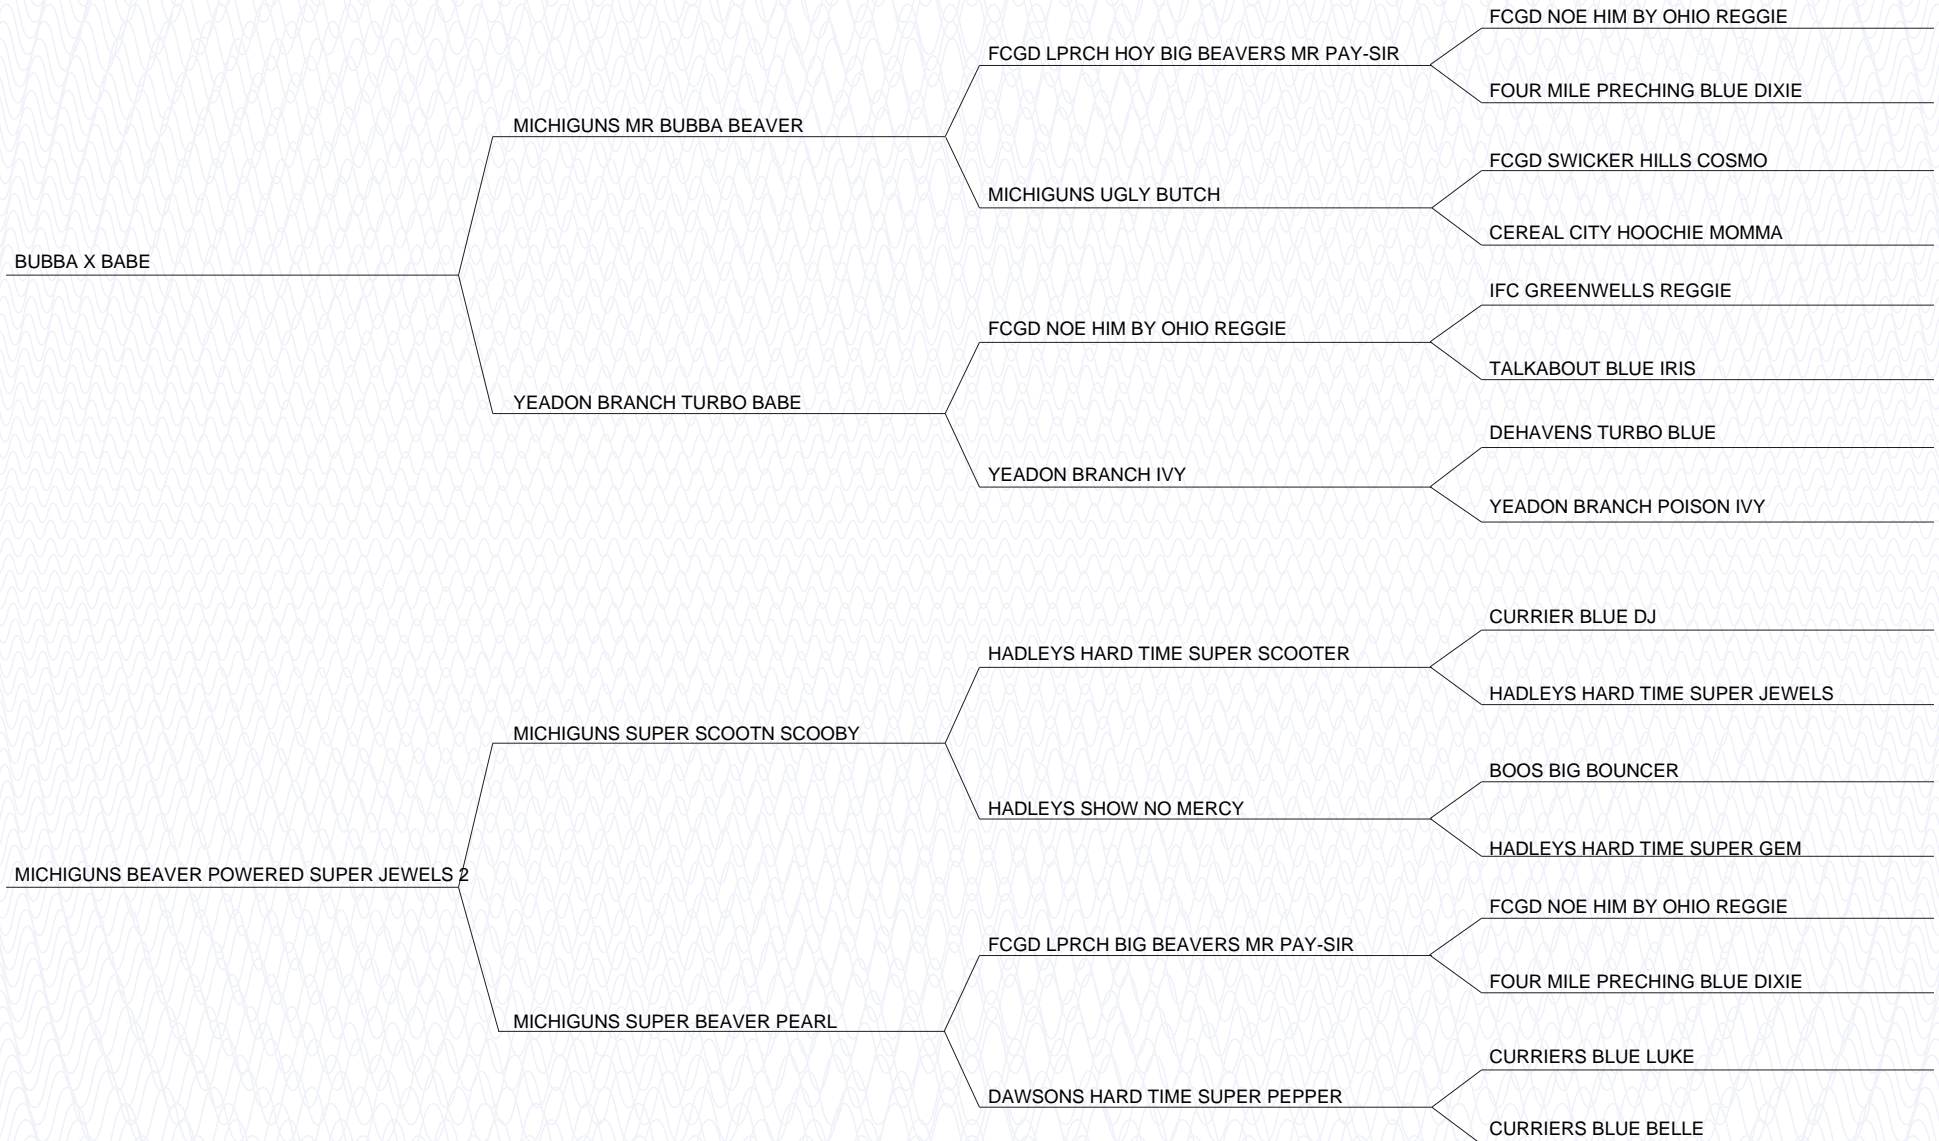 FCGD NOE HIM BY OHIO REGGIE
FCGD LPRCH HOY BIG BEAVERS MR PAY-SIR
FOUR MILE PRECHING BLUE DIXIE
MICHIGUNS MR BUBBA BEAVER
FCGD SWICKER HILLS COSMO
MICHIGUNS UGLY BUTCH
CEREAL CITY HOOCHIE MOMMA
BUBBA X BABE
IFC GREENWELLS REGGIE
FCGD NOE HIM BY OHIO REGGIE
TALKABOUT BLUE IRIS
YEADON BRANCH TURBO BABE
DEHAVENS TURBO BLUE
YEADON BRANCH IVY
YEADON BRANCH POISON IVY
CURRIER BLUE DJ
HADLEYS HARD TIME SUPER SCOOTER
HADLEYS HARD TIME SUPER JEWELS
MICHIGUNS SUPER SCOOTN SCOOBY
BOOS BIG BOUNCER
HADLEYS SHOW NO MERCY
HADLEYS HARD TIME SUPER GEM
MICHIGUNS BEAVER POWERED SUPER JEWELS 2
FCGD NOE HIM BY OHIO REGGIE
FCGD LPRCH BIG BEAVERS MR PAY-SIR
FOUR MILE PRECHING BLUE DIXIE
MICHIGUNS SUPER BEAVER PEARL
CURRIERS BLUE LUKE
DAWSONS HARD TIME SUPER PEPPER
CURRIERS BLUE BELLE